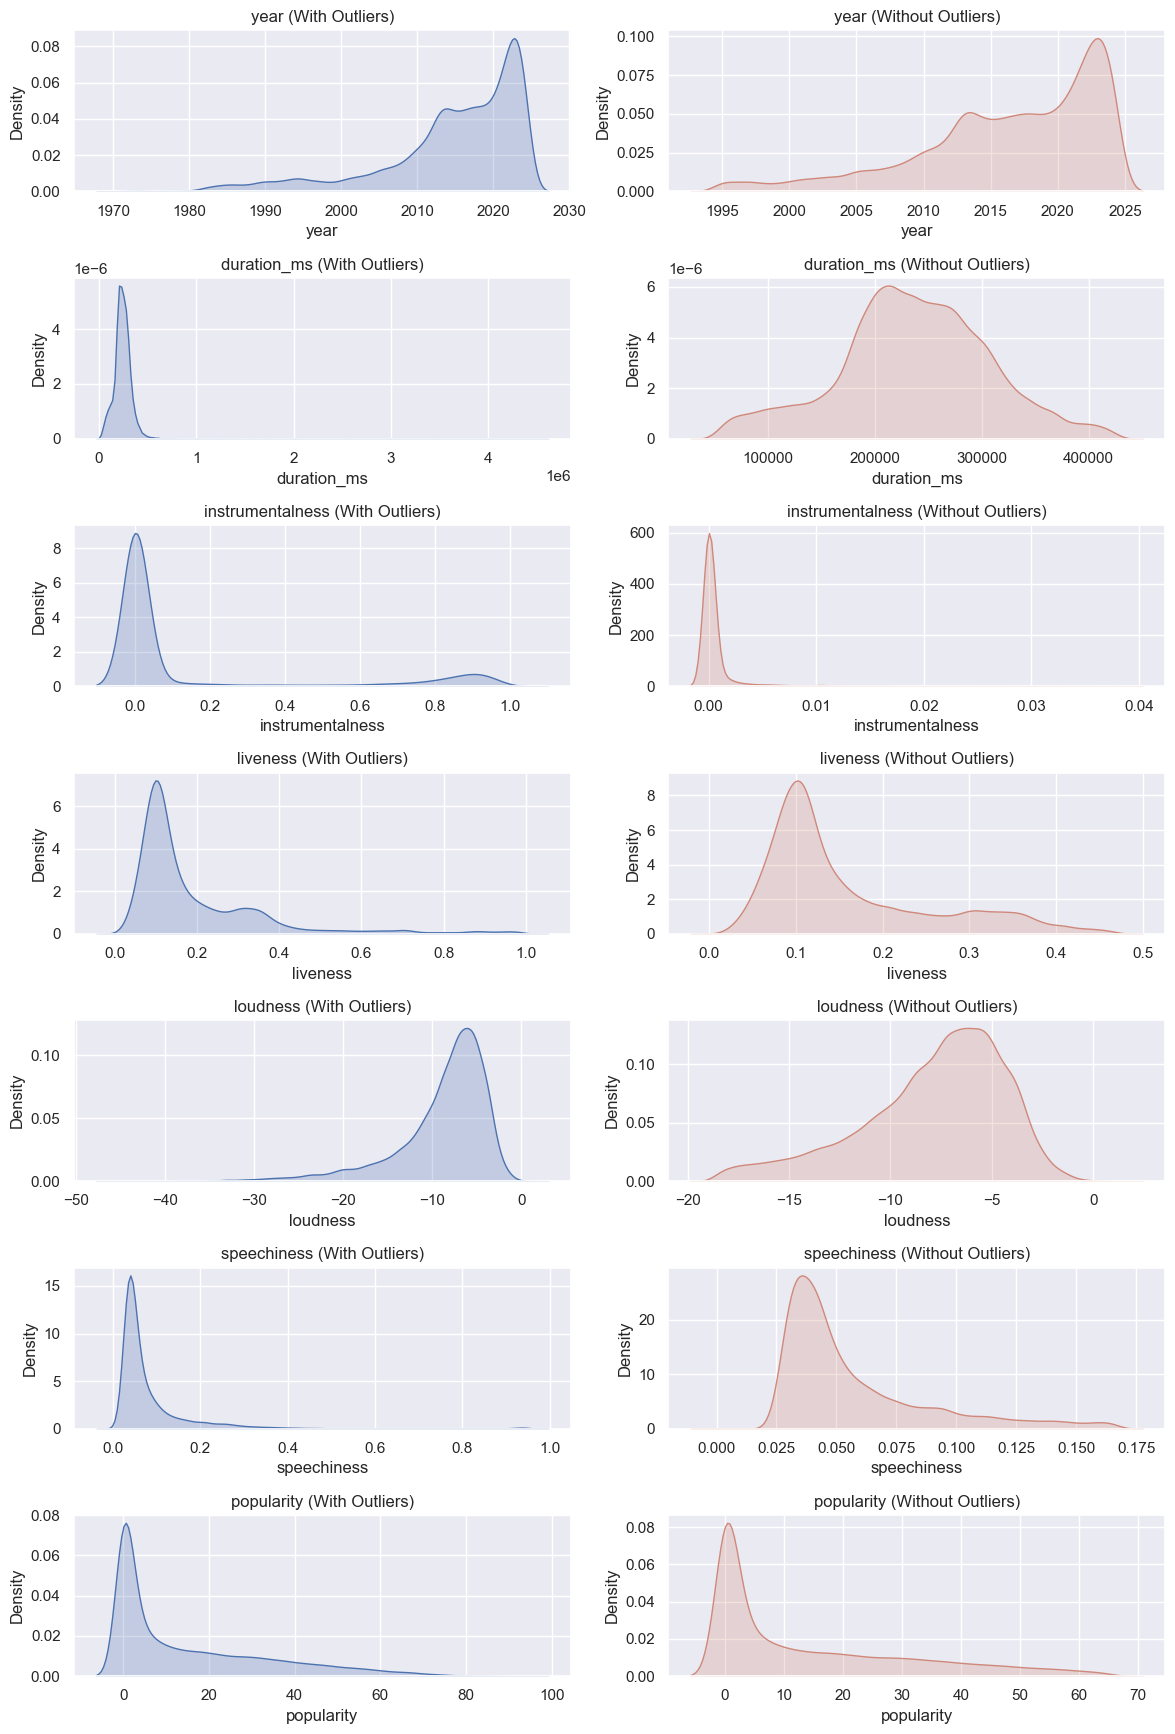 year (With Outliers)
Density
0.08
0.06
0.04
0.02
0.00
1970 1980 1990 2000 2010 2020 2030
year
year (Without Outliers)
Density
0.100
0.075
0.050
0.025
0.000
1995 2000 2005 2010 2015 2020 2025
year
duration_ms (With Outliers)
1e−6
Density
4
2
0
0 1 2 3 4
1e6
duration_ms
duration_ms (Without Outliers)
1e−6
Density
6
4
2
0
100000 200000 300000 400000
duration_ms
instrumentalness (With Outliers)
Density
8
6
4
2
0
0.0 0.2 0.4 0.6 0.8 1.0
instrumentalness
instrumentalness (Without Outliers)
Density
600
400
200
0
0.00 0.01 0.02 0.03 0.04
instrumentalness
liveness (With Outliers)
Density
6
4
2
0
0.0 0.2 0.4 0.6 0.8 1.0
liveness
liveness (Without Outliers)
Density
8
6
4
2
0
0.0 0.1 0.2 0.3 0.4 0.5
liveness
loudness (With Outliers)
Density
0.10
0.05
0.00
−50 −40 −30 −20 −10 0
loudness
loudness (Without Outliers)
Density
0.10
0.05
0.00
−20 −15 −10 −5 0
loudness
speechiness (With Outliers)
Density
15
10
5
0
0.0 0.2 0.4 0.6 0.8 1.0
speechiness
speechiness (Without Outliers)
Density
20
10
0
0.000 0.025 0.050 0.075 0.100 0.125 0.150 0.175
speechiness
popularity (With Outliers)
Density
0.08
0.06
0.04
0.02
0.00
0 20 40 60 80 100
popularity
popularity (Without Outliers)
Density
0.08
0.06
0.04
0.02
0.00
0 10 20 30 40 50 60 70
popularity